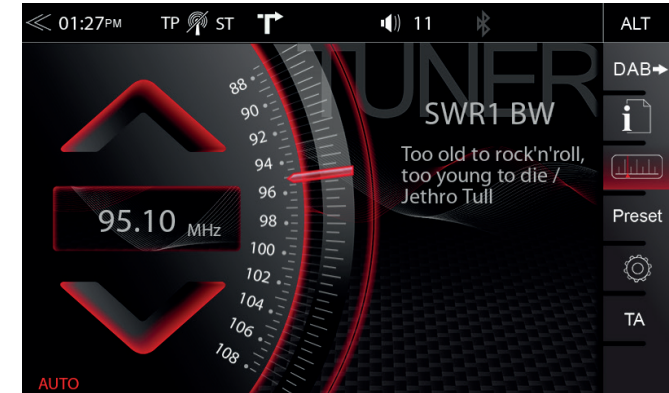 01:27PM TP ST 11 ALT
TUNER
DAB
SWR1 BW
Too old to rock'n'roll,
too young to die /
Jethro Tull
88
90
92
94
96
98
100
102
104
106
108
95.10 MHz
i
Preset
TA
AUTO